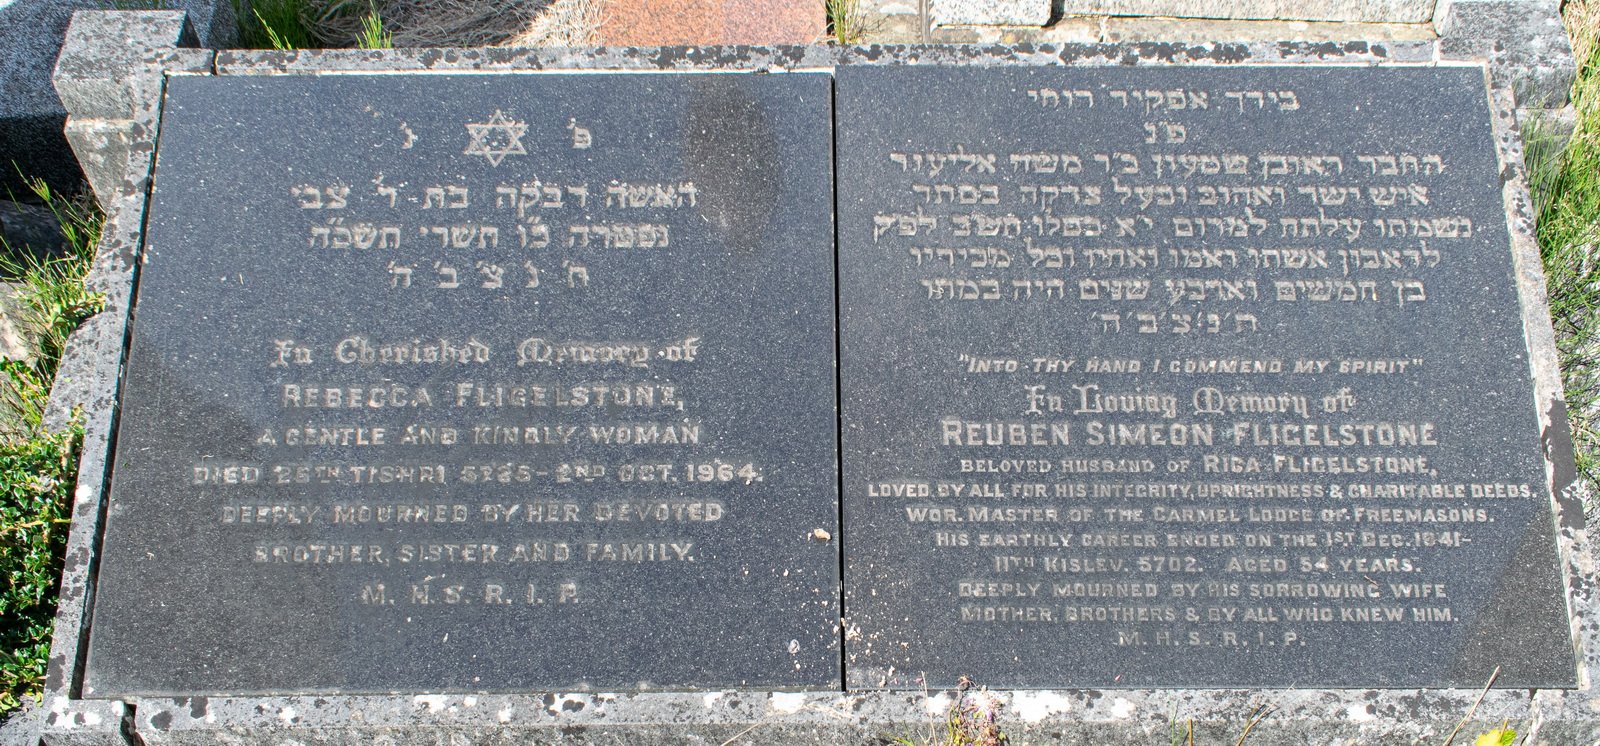 פ' נ'
האשה רבקה בת ר' צבי
נפטרה כ"ו תשרי תשכ"ה
ת' נ' צ' ב' ה'
In Cherished Memory of
REBECCA FLIGELSTONE,
A GENTLE AND KINDLY WOMAN
DIED 26TH TISHRI 5725 - 2ND OCT. 1964.
DEEPLY MOURNED BY HER DEVOTED
BROTHER, SISTER AND FAMILY.
M. H. S. R. I. P.
בידך אפקיד רוחי
פ'נ
החבר ראובן שמעון ב'ר משה אליעזר
איש ישר ואהוב ובעל צדקה בסתר
נשמתו עלתה למרום י'א כסלו תש'ב לפ'ק
לדאבון אשתו ואמו ואחיו וכל מכיריו
בן חמשים וארבע שנים היה במתו
ת'נ'צ'ב'ה'
"INTO THY HAND I COMMEND MY SPIRIT"
In Loving Memory of
REUBEN SIMEON FLIGELSTONE
BELOVED HUSBAND OF RICA FLIGELSTONE,
LOVED BY ALL FOR HIS INTEGRITY, UPRIGHTNESS & CHARITABLE DEEDS.
WOR. MASTER OF THE CARMEL LODGE OF FREEMASONS.
HIS EARTHLY CAREER ENDED ON THE 1ST DEC. 1941-
11TH KISLEV. 5702. AGED 54 YEARS.
DEEPLY MOURNED BY HIS SORROWING WIFE
MOTHER, BROTHERS & BY ALL WHO KNEW HIM.
M. H. S. R. I. P.